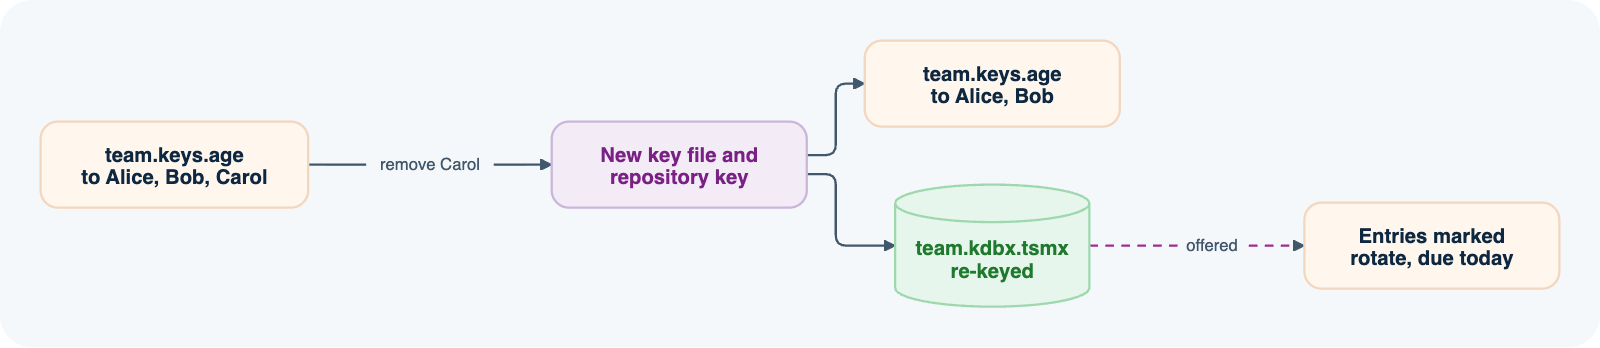 team.keys.age
to Alice, Bob, Carol
remove Carol
New key file and
repository key
team.keys.age
to Alice, Bob
team.kdbx.tsmx
re-keyed
offered
Entries marked
rotate, due today